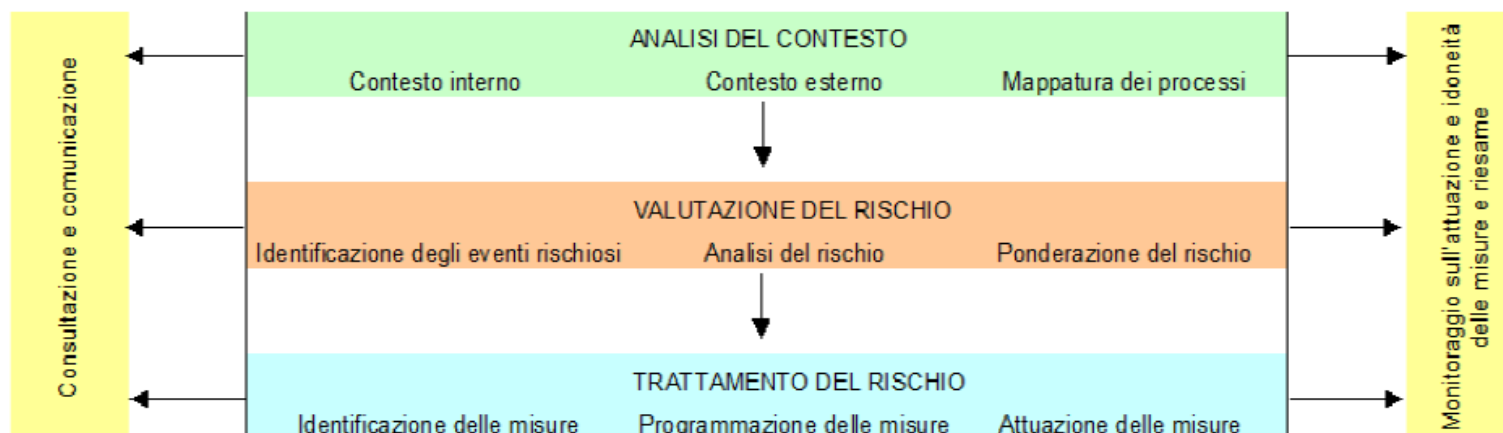 Consultazione e comunicazione
ANALISI DEL CONTESTO
Contesto interno Contesto esterno Mappatura dei processi
VALUTAZIONE DEL RISCHIO
Identificazione degli eventi rischiosi Analisi del rischio Ponderazione del rischio
TRATTAMENTO DEL RISCHIO
Identificazione delle misure Programmazione delle misure Attuazione delle misure
Monitoraggio sull'attuazione e idoneità
delle misure e riesame